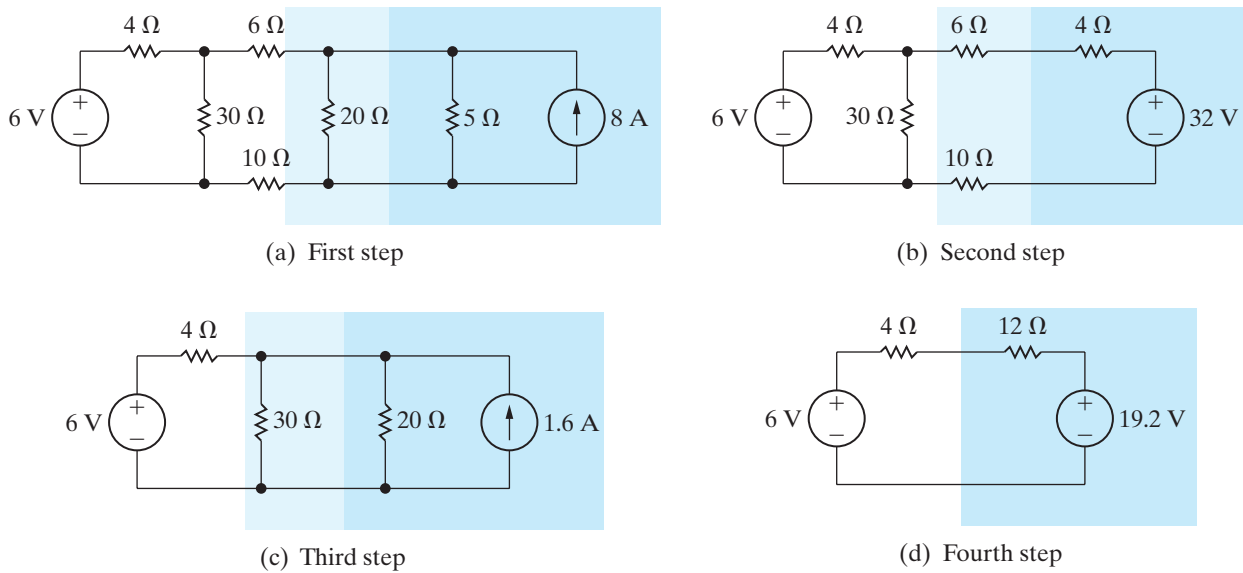 4 Ω 6 Ω
6 V + − 30 Ω 20 Ω 5 Ω 8 A
10 Ω
(a) First step
4 Ω 6 Ω 4 Ω
6 V + − 30 Ω + − 32 V
10 Ω
(b) Second step
4 Ω
6 V + − 30 Ω 20 Ω 1.6 A
(c) Third step
4 Ω 12 Ω
6 V + − + − 19.2 V
(d) Fourth step